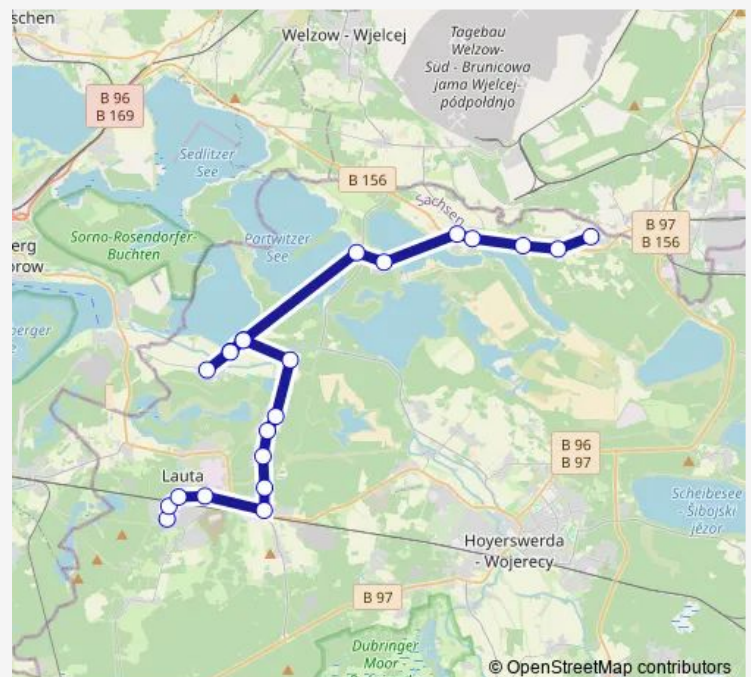 schen
Welzow - Wjelcej
Tagebau
Welzow-
Süd - Brunicowa
jama Wjelcej-
pódpołdnjo
B 96
B 169
Sedlitzer
See
B 156
Sachsen
B 97
B 156
Sorno-Rosendorfer-
Buchten
Partwitzer
See
erg
orow
berger
e
B 96
B 97
Lauta
Scheibesee
- Šibojski
jězor
Hoyerswerda
- Wojerecy
B 97
Dubringer
Moor -
© OpenStreetMap contributors